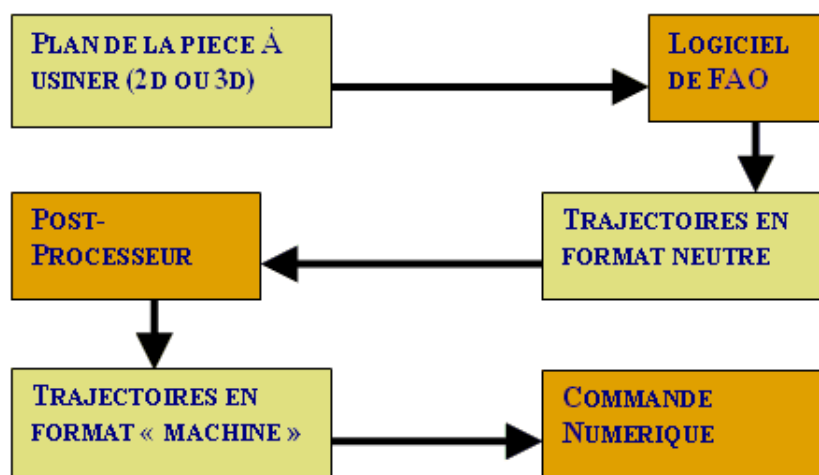 PLAN DE LA PIECE À
USINER (2D OU 3D)
LOGICIEL
DE FAO
TRAJECTOIRES EN
FORMAT NEUTRE
POST-
PROCESSEUR
TRAJECTOIRES EN
FORMAT « MACHINE »
COMMANDE
NUMERIQUE